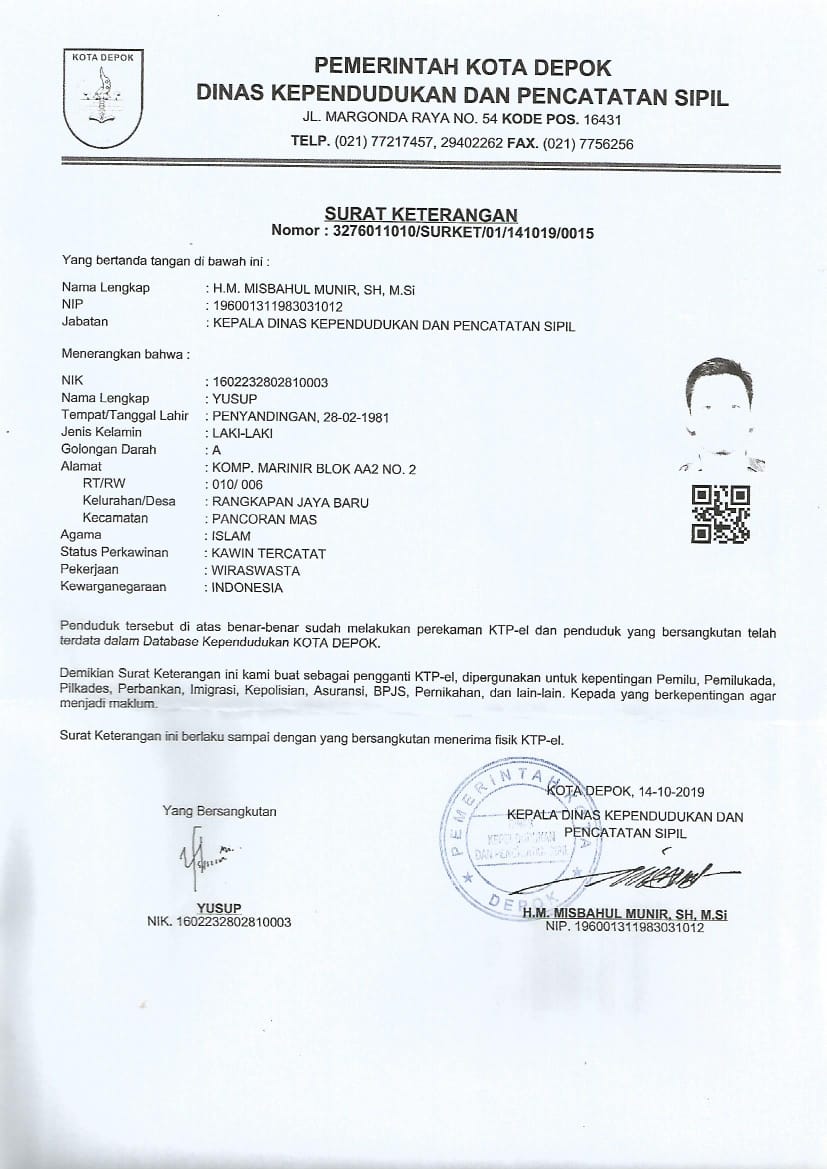 KOTA DEPOK
PEMERINTAH KOTA DEPOK
DINAS KEPENDUDUKAN DAN PENCATATAN SIPIL
JL. MARGONDA RAYA NO. 54 KODE POS. 16431
TELP. (021) 77217457, 29402262 FAX. (021) 7756256
SURAT KETERANGAN
Nomor : 3276011010/SURKET/01/141019/0015
Yang bertanda tangan di bawah ini :
Nama Lengkap : H.M. MISBAHUL MUNIR, SH, M.Si
NIP : 196001311983031012
Jabatan : KEPALA DINAS KEPENDUDUKAN DAN PENCATATAN SIPIL
Menerangkan bahwa :
NIK : 1602232802810003
Nama Lengkap : YUSUP
Tempat/Tanggal Lahir : PENYANDINGAN, 28-02-1981
Jenis Kelamin : LAKI-LAKI
Golongan Darah : A
Alamat : KOMP. MARINIR BLOK AA2 NO. 2
RT/RW : 010/ 006
Kelurahan/Desa : RANGKAPAN JAYA BARU
Kecamatan : PANCORAN MAS
Agama : ISLAM
Status Perkawinan : KAWIN TERCATAT
Pekerjaan : WIRASWASTA
Kewarganegaraan : INDONESIA
Penduduk tersebut di atas benar-benar sudah melakukan perekaman KTP-el dan penduduk yang bersangkutan telah
terdata dalam Database Kependudukan KOTA DEPOK.
Demikian Surat Keterangan ini kami buat sebagai pengganti KTP-el, dipergunakan untuk kepentingan Pemilu, Pemilukada,
Pilkades, Perbankan, Imigrasi, Kepolisian, Asuransi, BPJS, Pernikahan, dan lain-lain. Kepada yang berkepentingan agar
menjadi maklum.
Surat Keterangan ini berlaku sampai dengan yang bersangkutan menerima fisik KTP-el.
KOTA DEPOK, 14-10-2019
Yang Bersangkutan
KEPALA DINAS KEPENDUDUKAN DAN
PENCATATAN SIPIL
PEMERINTAH KOTA
DEPOK
YUSUP
NIK. 1602232802810003
H.M. MISBAHUL MUNIR, SH, M.Si
NIP. 196001311983031012